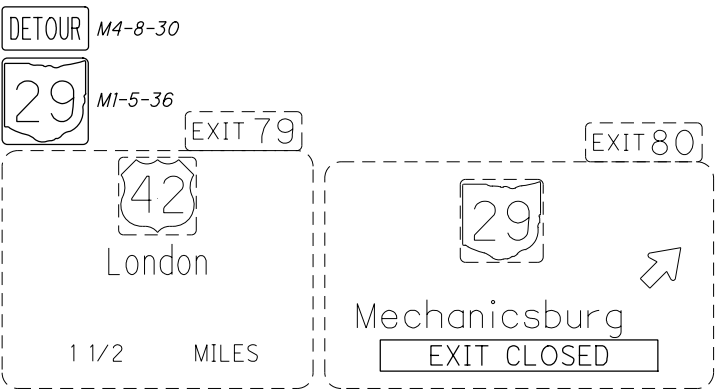 DETOUR M4-8-30
29 M1-5-36
EXIT 79
42
London
1 1/2 MILES
EXIT 80
29
Mechanicsburg
EXIT CLOSED